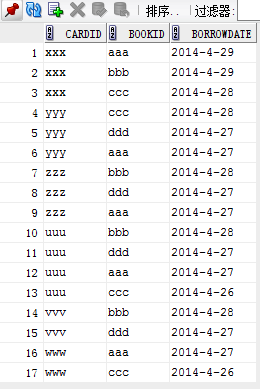 排序.. 过滤器:
CARDID BOOKID BORROWDATE
1 xxx aaa 2014-4-29
2 xxx bbb 2014-4-29
3 xxx ccc 2014-4-28
4 yyy ccc 2014-4-28
5 yyy ddd 2014-4-27
6 yyy aaa 2014-4-27
7 zzz bbb 2014-4-28
8 zzz ddd 2014-4-27
9 zzz aaa 2014-4-27
10 uuu bbb 2014-4-28
11 uuu ddd 2014-4-27
12 uuu aaa 2014-4-27
13 uuu ccc 2014-4-26
14 vvv bbb 2014-4-28
15 vvv ddd 2014-4-27
16 www aaa 2014-4-27
17 www ccc 2014-4-26